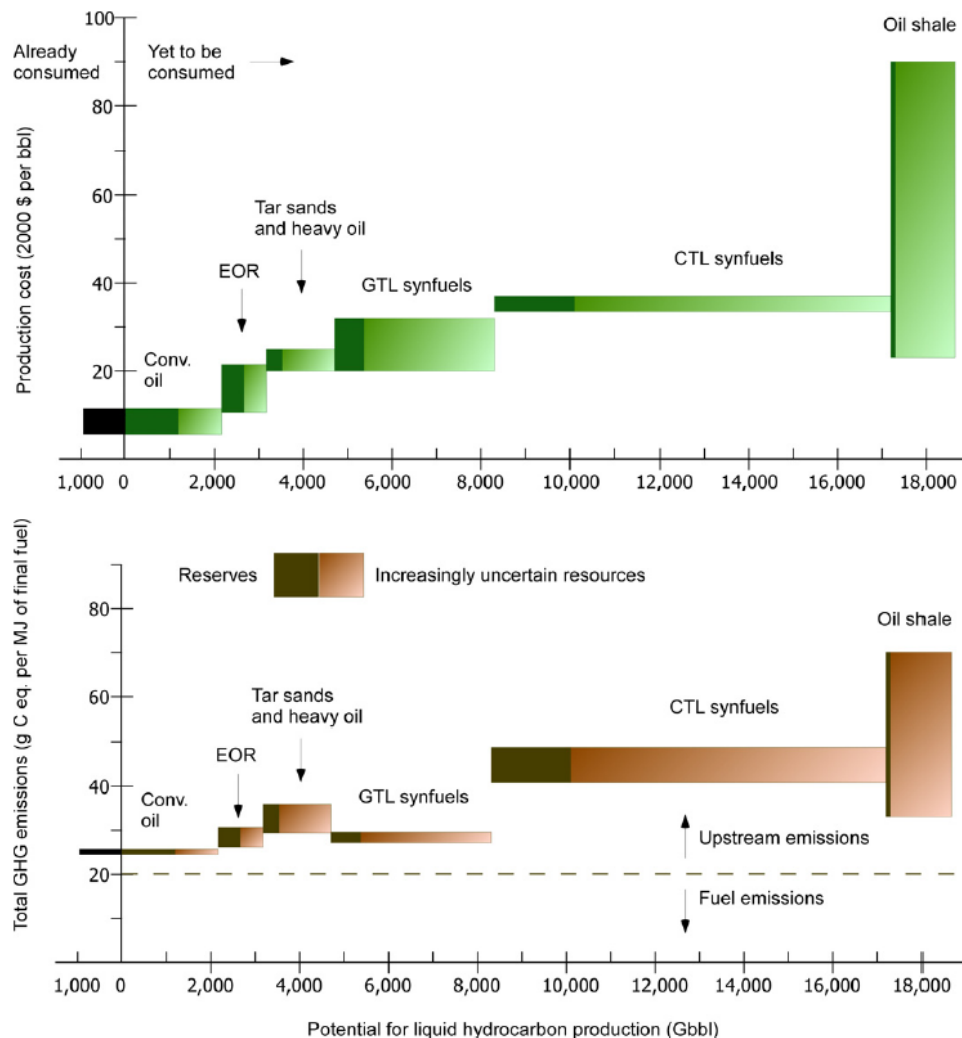 100
Oil shale
Already
consumed
Yet to be
consumed
80
Production cost (2000 $ per bbl)
60
Tar sands
and heavy oil
EOR
40
GTL synfuels
CTL synfuels
Conv.
oil
20
1,000 0 2,000 4,000 6,000 8,000 10,000 12,000 14,000 16,000 18,000
Reserves
Increasingly uncertain resources
Total GHG emissions (g C eq. per MJ of final fuel)
80
Oil shale
60
Tar sands
and heavy oil
CTL synfuels
EOR
40
Conv.
oil
GTL synfuels
Upstream emissions
20
Fuel emissions
1,000 0 2,000 4,000 6,000 8,000 10,000 12,000 14,000 16,000 18,000
Potential for liquid hydrocarbon production (Gbbl)